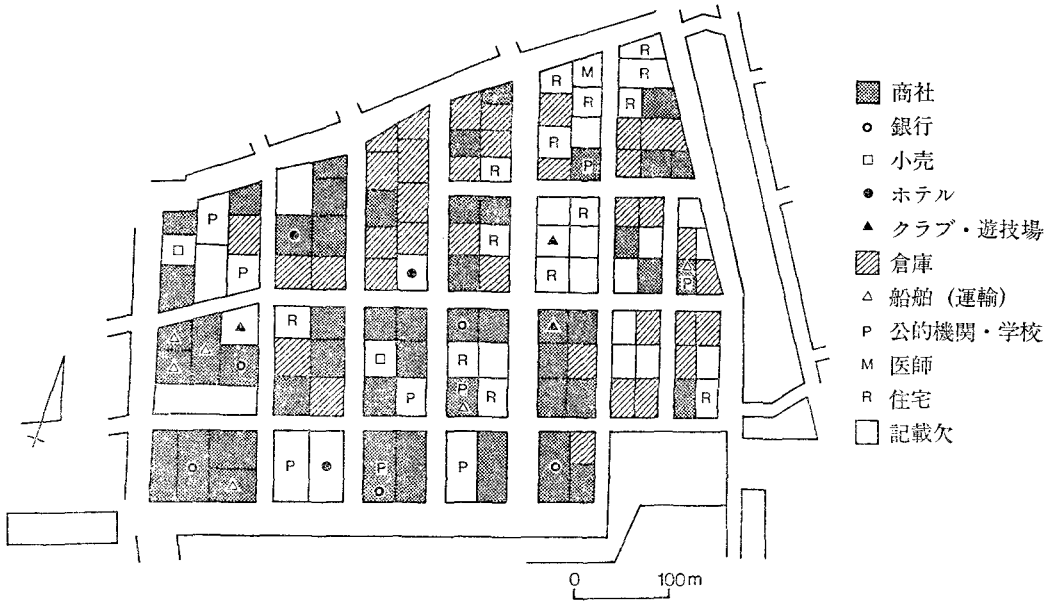 R
R M R
R R
R P
P R
R
P R P
R
R
P
P R R
P P P
商社
銀行
小売
ホテル
クラブ・遊技場
倉庫
船舶 (運輸)
P 公的機関・学校
M 医師
R 住宅
記載欠
0 100m